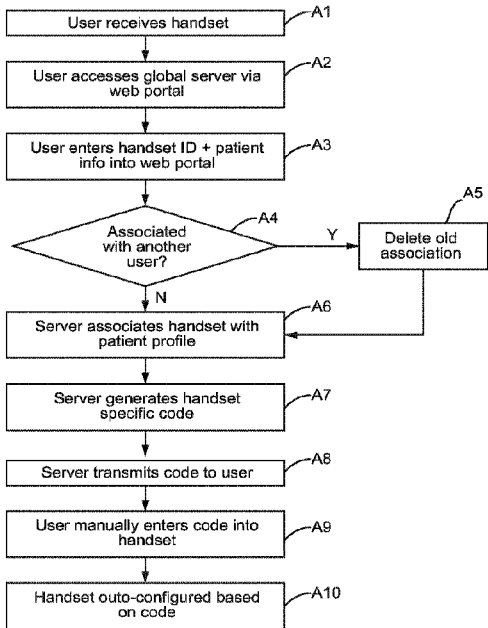 User receives handset
A1
User accesses global server via
web portal
A2
User enters handset ID + patient
info into web portal
A3
Associated
with another
user?
A4
Y
Delete old
association
A5
N
Server associates handset with
patient profile
A6
Server generates handset
specific code
A7
Server transmits code to user
A8
User manually enters code into
handset
A9
Handset outo-configured based
on code
A10